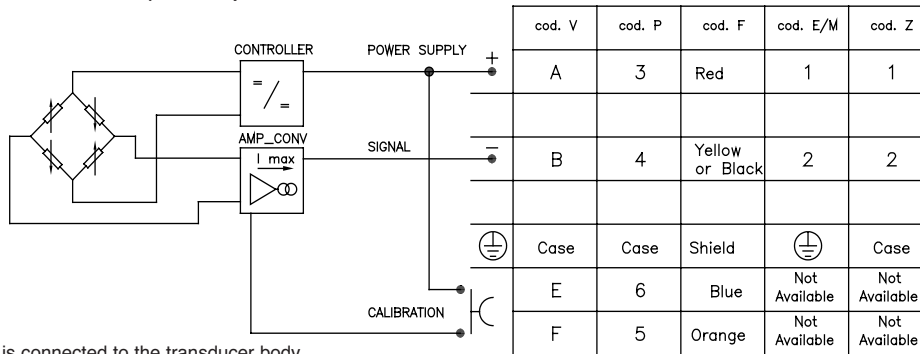 cod. V cod. P cod. F cod. E/M cod. Z
CONTROLLER POWER SUPPLY +
A 3 Red 1 1
= / =
AMP_CONV
I max
SIGNAL –
B 4 Yellow or Black 2 2
Case Case Shield Case
E 6 Blue Not Available Not Available
CALIBRATION
F 5 Orange Not Available Not Available
is connected to the transducer body